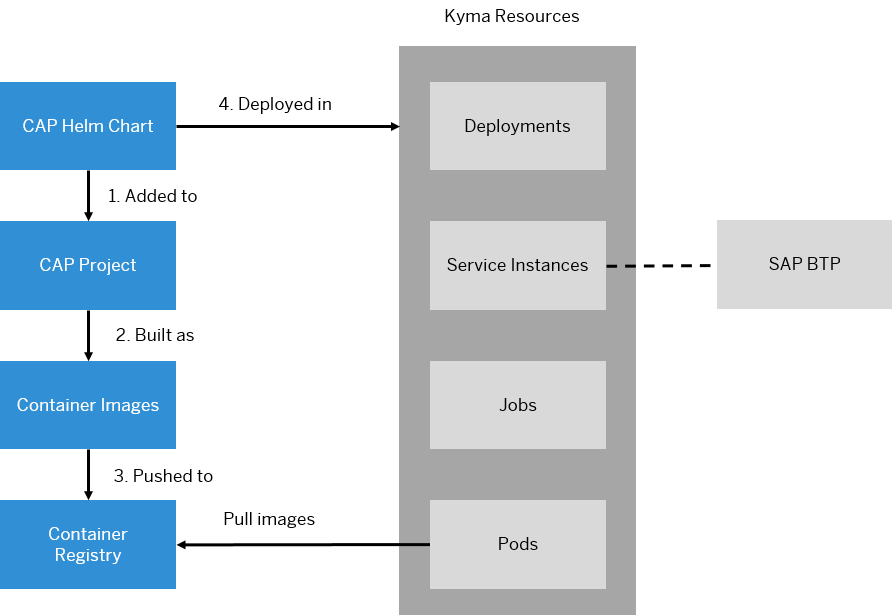 Kyma Resources
CAP Helm Chart
4. Deployed in
Deployments
1. Added to
CAP Project
Service Instances
SAP BTP
2. Built as
Container Images
Jobs
3. Pushed to
Container
Registry
Pull images
Pods